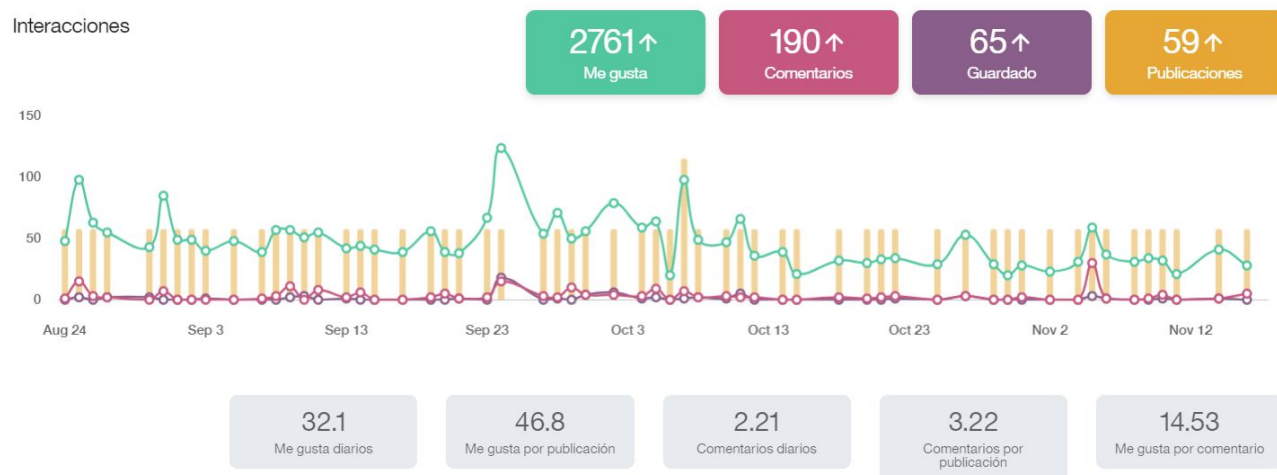 Interacciones
2761↑
Me gusta
190↑
Comentarios
65↑
Guardado
59↑
Publicaciones
150
100
50
0
Aug 24
Sep 3
Sep 13
Sep 23
Oct 3
Oct 13
Oct 23
Nov 2
Nov 12
32.1
Me gusta diarios
46.8
Me gusta por publicación
2.21
Comentarios diarios
3.22
Comentarios por
publicación
14.53
Me gusta por comentario